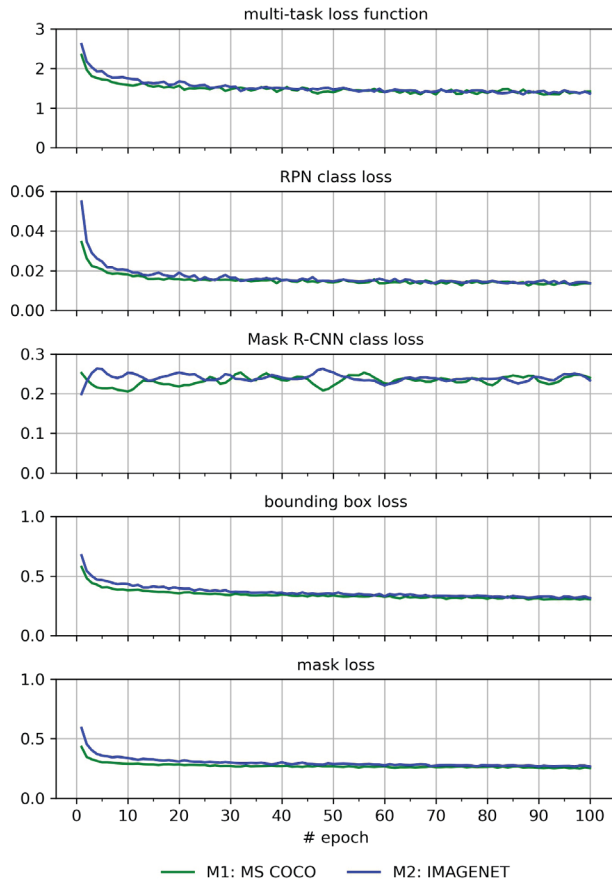 multi-task loss function
3
2
1
0
RPN class loss
0.06
0.04
0.02
0.00
Mask R-CNN class loss
0.3
0.2
0.1
0.0
bounding box loss
1.0
0.5
0.0
mask loss
1.0
0.5
0.0
0 10 20 30 40 50 60 70 80 90 100
# epoch
M1: MS COCO M2: IMAGENET